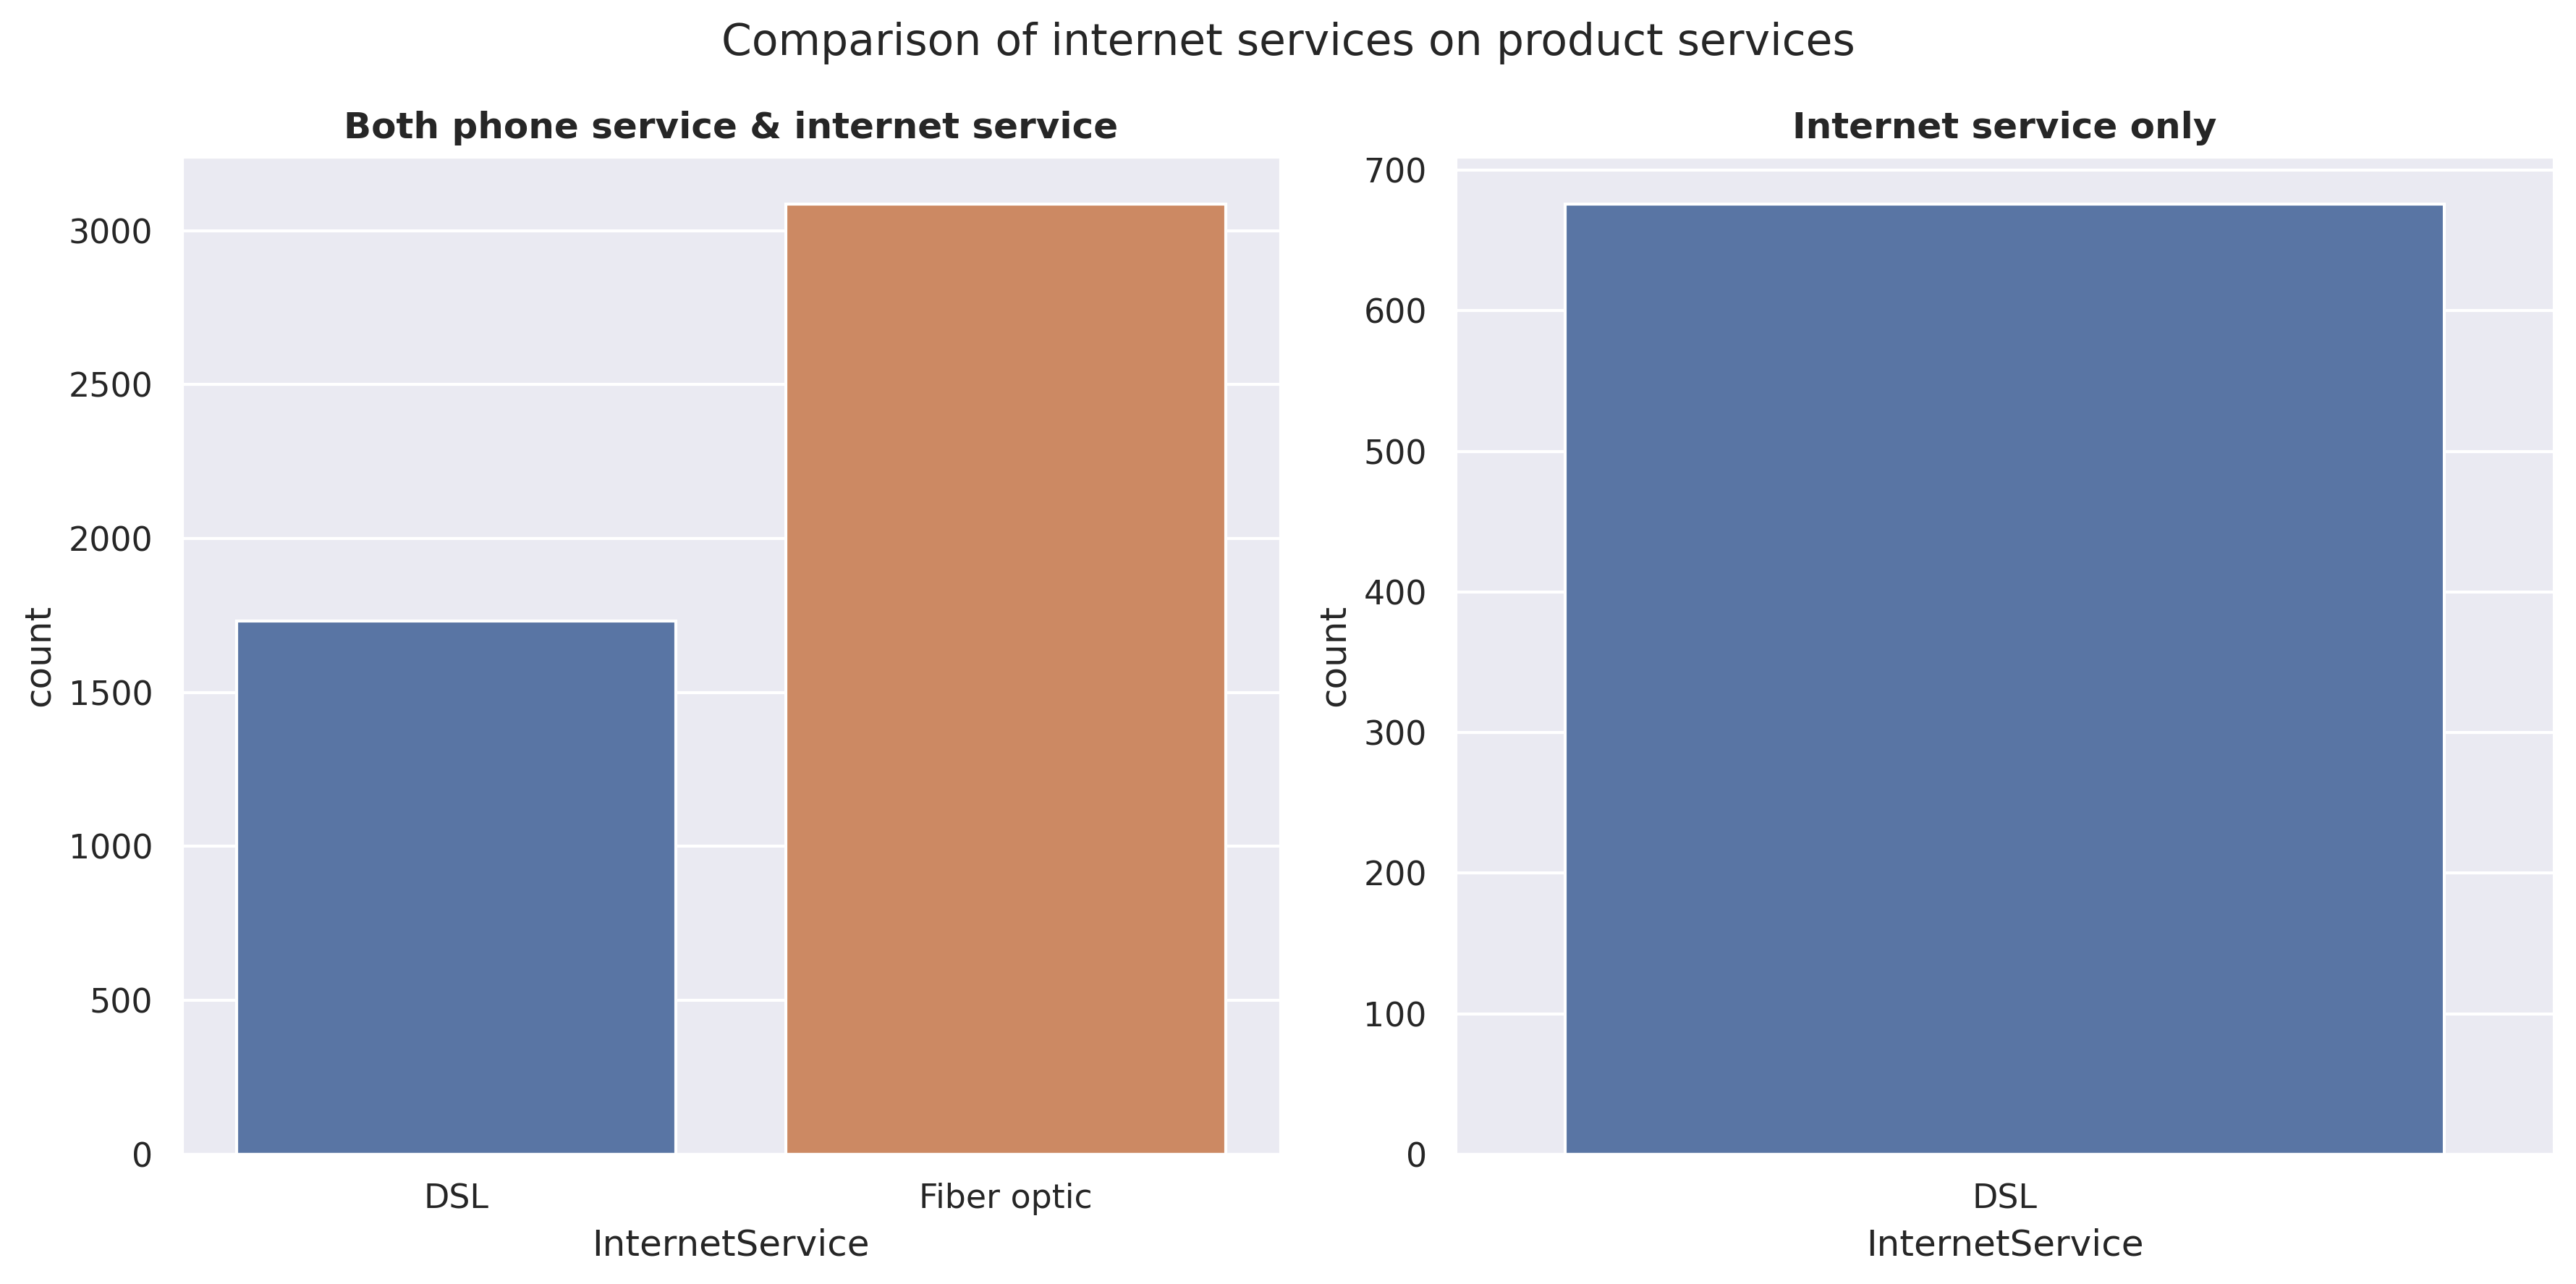 Comparison of internet services on product services
Both phone service & internet service
3000
2500
2000
1500
1000
500
0
count
DSL
Fiber optic
InternetService
Internet service only
700
600
500
400
300
200
100
0
count
DSL
InternetService